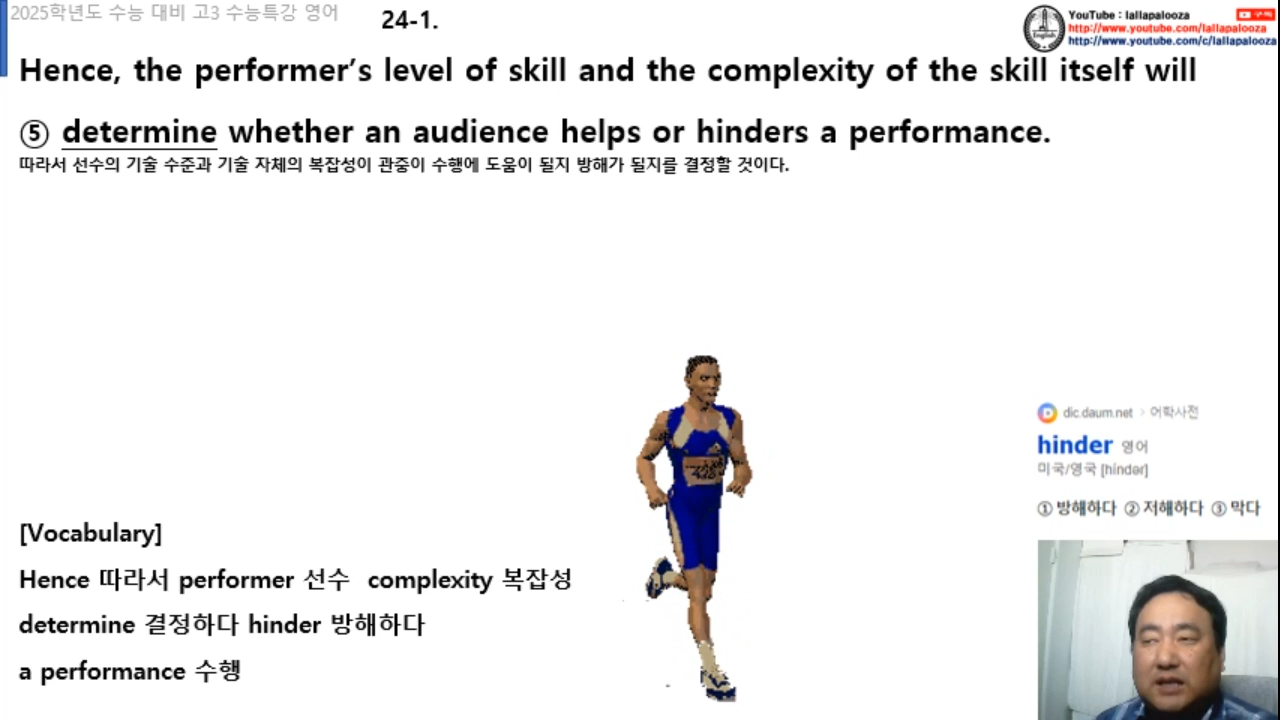 2025학년도 수능 대비 고3 수능특강 영어
24-1.
YouTube : lallapalooza
구독
http://www.youtube.com/lallapalooza
http://www.youtube.com/c/lallapalooza
Hence, the performer’s level of skill and the complexity of the skill itself will
⑤ determine whether an audience helps or hinders a performance.
따라서 선수의 기술 수준과 기술 자체의 복잡성이 관중이 수행에 도움이 될지 방해가 될지를 결정할 것이다.
dic.daum.net › 어학사전
hinder 영어
미국/영국 [híndər]
① 방해하다 ② 저해하다 ③ 막다
[Vocabulary]
Hence 따라서 performer 선수 complexity 복잡성
determine 결정하다 hinder 방해하다
a performance 수행